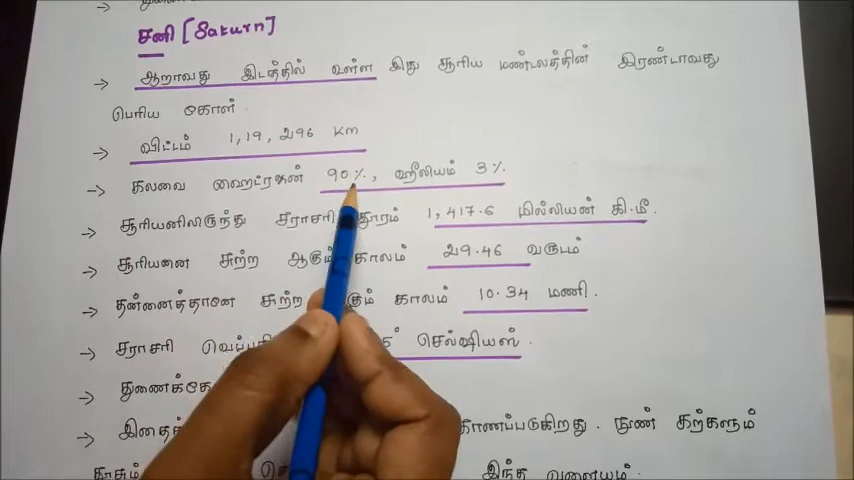 சனி [Saturn]
→ ஆறாவது இடத்தில் உள்ள இது சூரிய மண்டலத்தின் இரண்டாவது
பெரிய கோள்.
→ விட்டம் 1,19,296 km
→ கலவை ஹைட்ரஜன் 90%, ஹீலியம் 3%.
→ சூரியனிலிருந்து சராசரி தூரம் 1,417.6 மில்லியன் கி.மீ.
→ சூரியனை சுற்ற ஆகும் காலம் 29.46 வருடம்
→ தன்னைத்தானே சுற்ற ஆகும் காலம் 10.34 மணி.
→ சராசரி செல்ஷியஸ்.
→
→ காணப்படுகிறது. நுண் கற்களும்
தூசும் இந்த வளையம்.